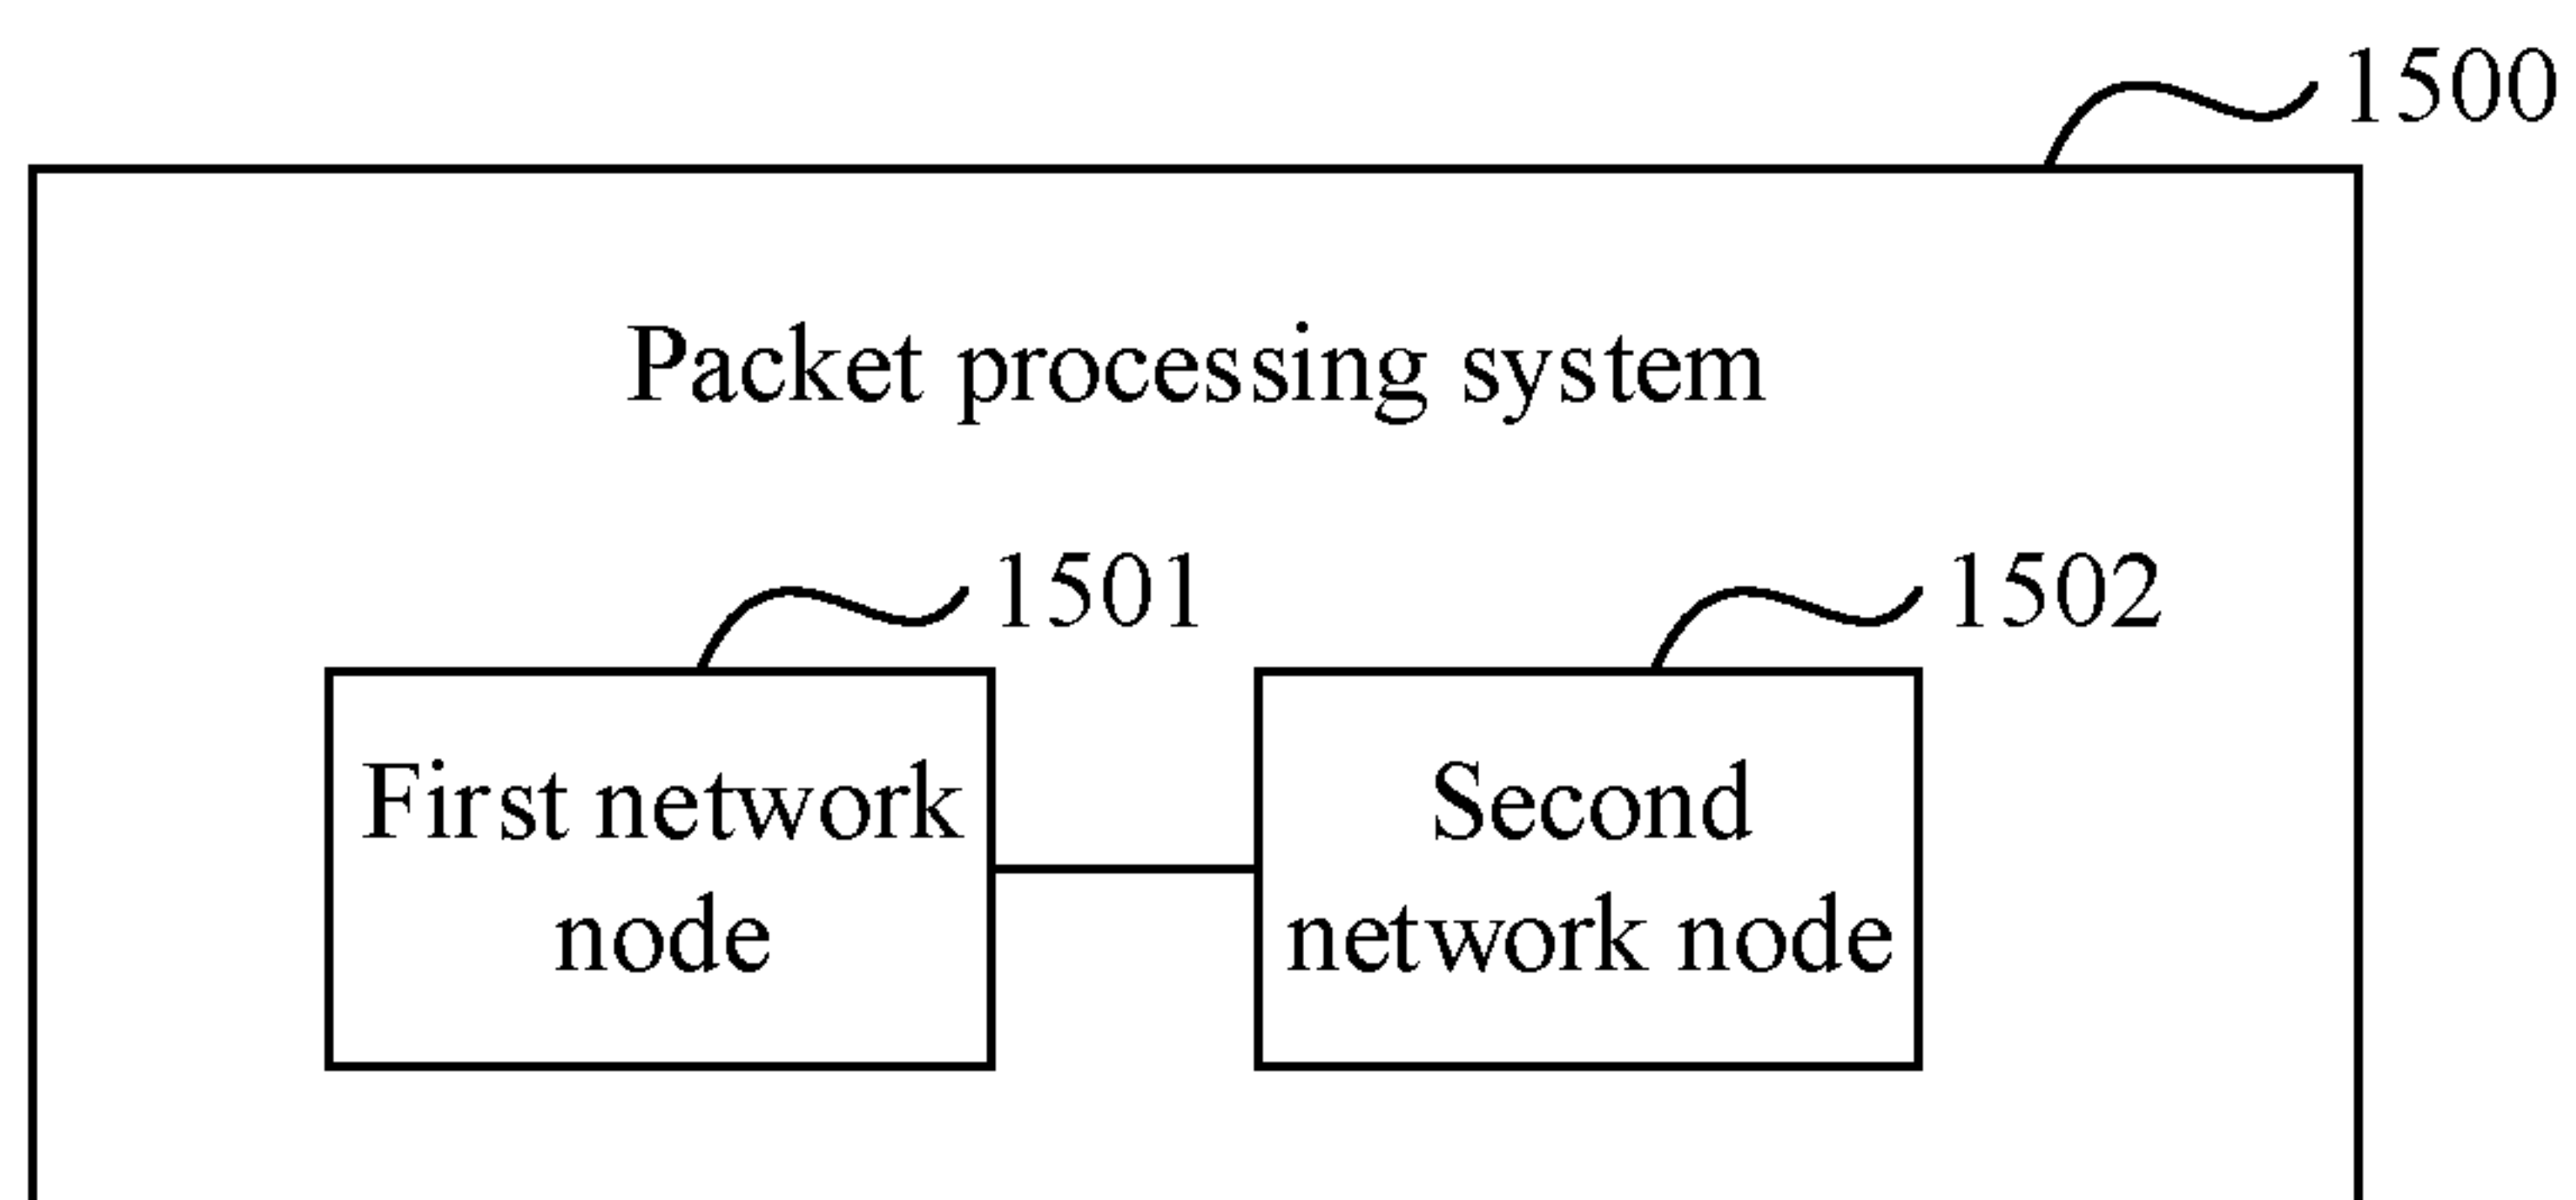 1500
Packet processing system
1501
1502
First network
node
Second
network node